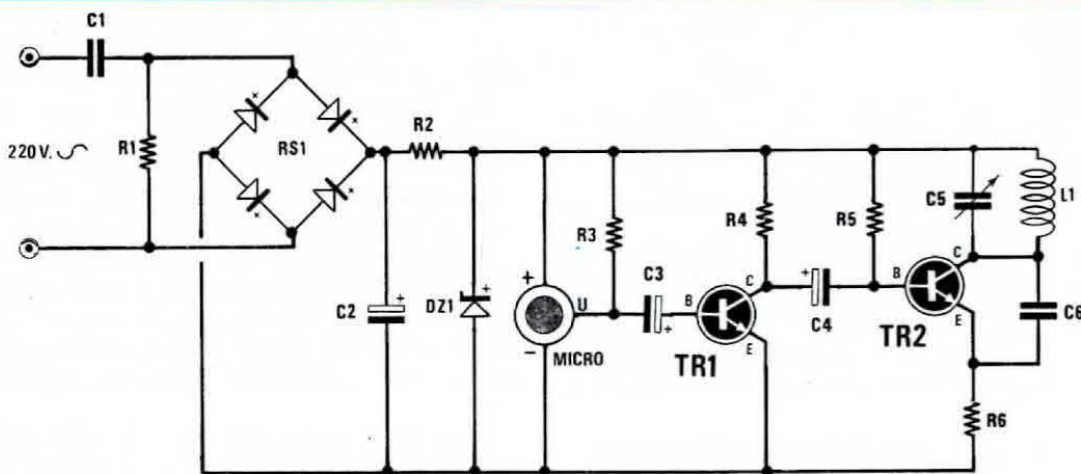 C1
220 V.
R1
RS1
R2
C2
+
DZ1
+
+
-
U
MICRO
R3
C3
+
B
C
E
TR1
R4
+
C4
R5
B
C
E
TR2
C5
L1
C6
R6